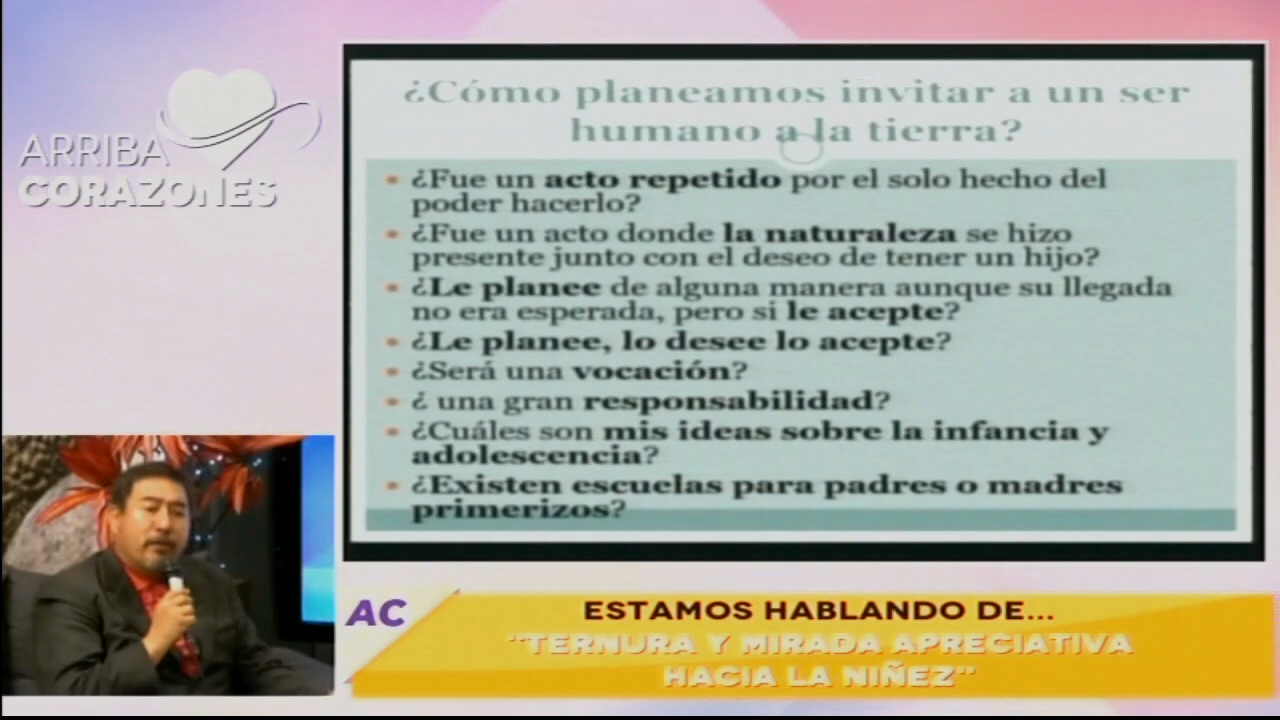 ARRIBA
CORAZONES
¿Cómo planeamos invitar a un ser
humano a la tierra?
• ¿Fue un acto repetido por el solo hecho del
poder hacerlo?
• ¿Fue un acto donde la naturaleza se hizo
presente junto con el deseo de tener un hijo?
• ¿Le planee de alguna manera aunque su llegada
no era esperada, pero si le acepte?
• ¿Le planee, lo desee lo acepte?
• ¿Será una vocación?
• ¿ una gran responsabilidad?
• ¿Cuáles son mis ideas sobre la infancia y
adolescencia?
• ¿Existen escuelas para padres o madres
primerizos?
AC
ESTAMOS HABLANDO DE...
"TERNURA Y MIRADA APRECIATIVA
HACIA LA NIÑEZ"